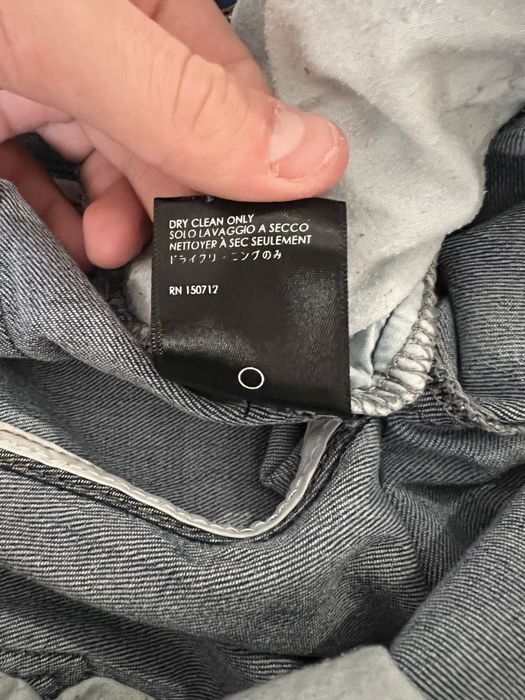 DRY CLEAN ONLY
SOLO LAVAGGIO A SECCO
NETTOYER À SEC SEULEMENT
ドライクリーニングのみ
RN 150712